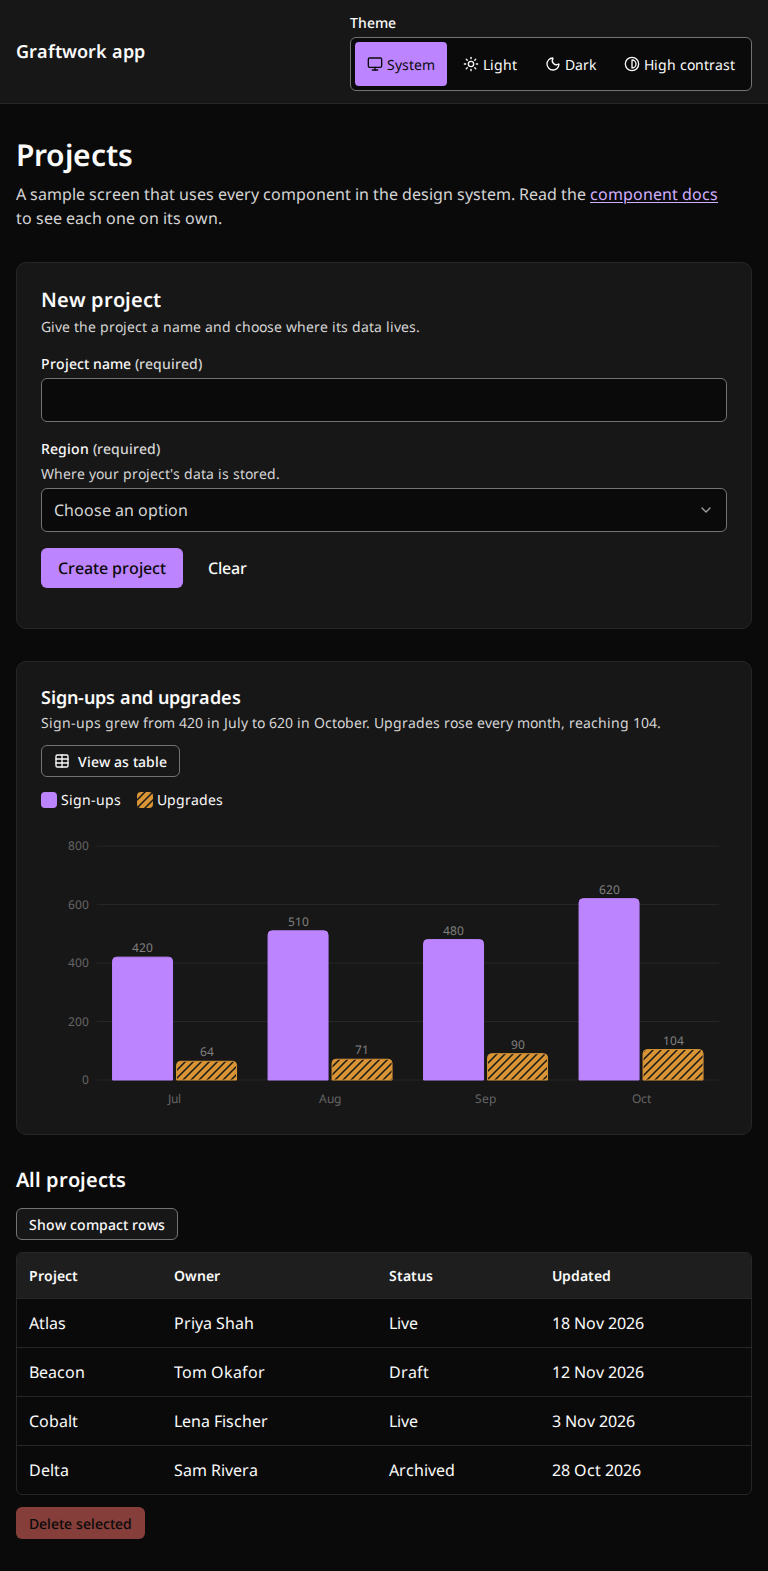 Graftwork app
Theme
System
Light
Dark
High contrast
Projects
A sample screen that uses every component in the design system. Read the component docs
to see each one on its own.
New project
Give the project a name and choose where its data lives.
Project name (required)
Region (required)
Where your project's data is stored.
Choose an option
Create project
Clear
Sign-ups and upgrades
Sign-ups grew from 420 in July to 620 in October. Upgrades rose every month, reaching 104.
View as table
Sign-ups
Upgrades
800
600
400
200
0
420
64
510
71
480
90
620
104
Jul
Aug
Sep
Oct
All projects
Show compact rows
Project Owner Status Updated
Atlas Priya Shah Live 18 Nov 2026
Beacon Tom Okafor Draft 12 Nov 2026
Cobalt Lena Fischer Live 3 Nov 2026
Delta Sam Rivera Archived 28 Oct 2026
Delete selected